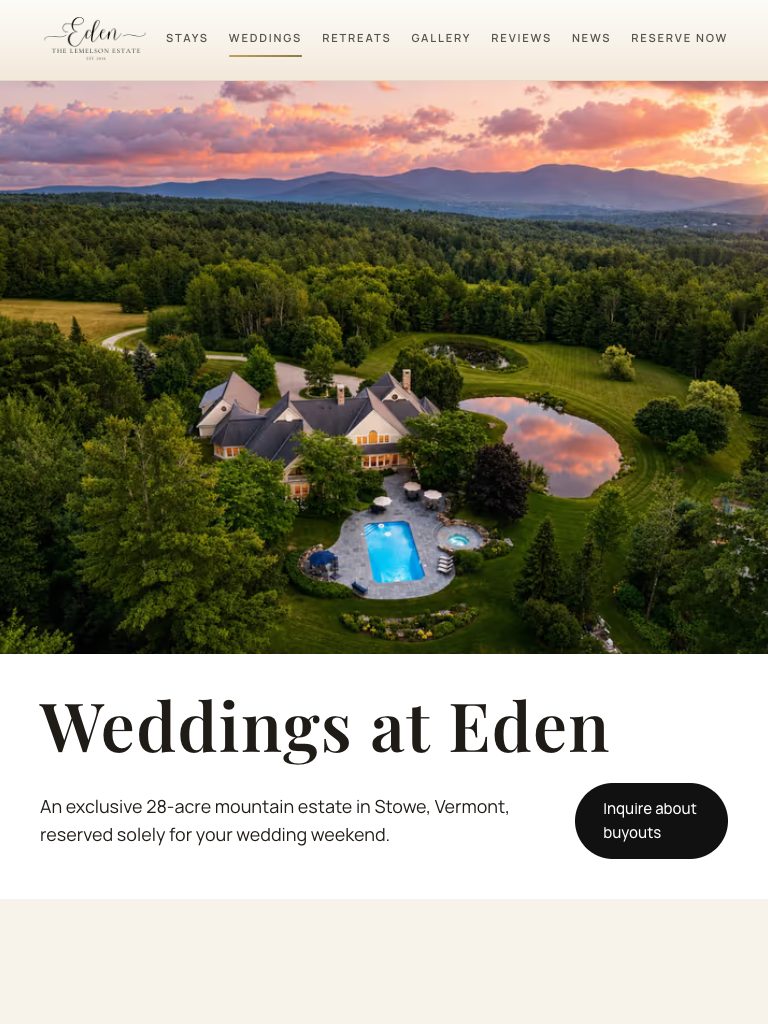 Eden
THE LEMELSON ESTATE
STAYS
WEDDINGS
RETREATS
GALLERY
REVIEWS
NEWS
RESERVE NOW
Weddings at Eden
An exclusive 28-acre mountain estate in Stowe, Vermont,
reserved solely for your wedding weekend.
Inquire about
buyouts